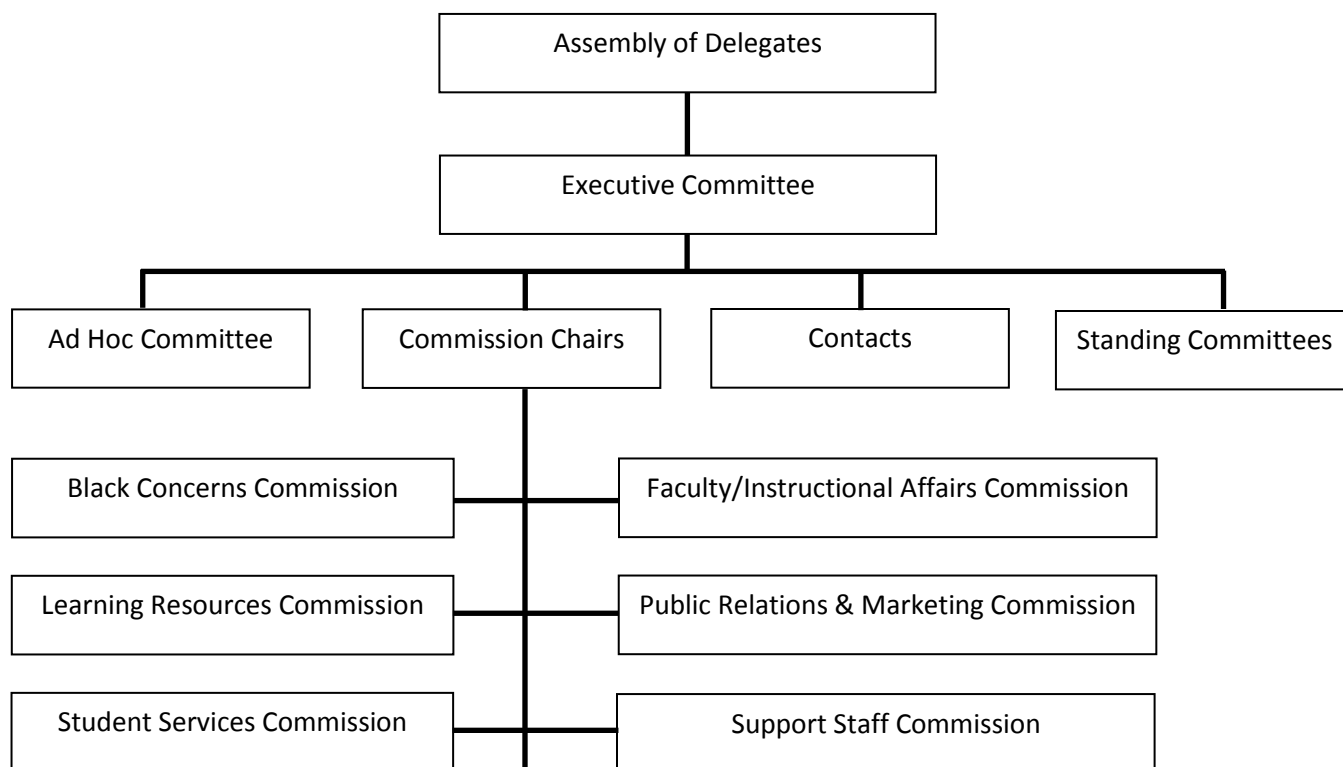 Assembly of Delegates
Executive Committee
Ad Hoc Committee
Commission Chairs
Contacts
Standing Committees
Black Concerns Commission
Faculty/Instructional Affairs Commission
Learning Resources Commission
Public Relations & Marketing Commission
Student Services Commission
Support Staff Commission